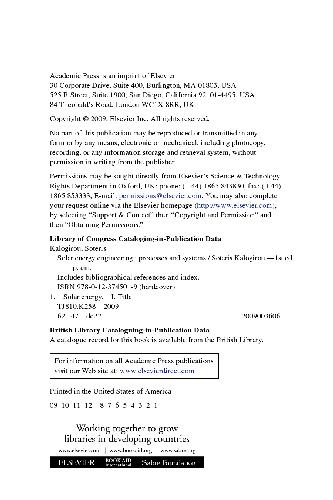 Academic Press is an imprint of Elsevier
30 Corporate Drive, Suite 400, Burlington, MA 01803, USA
525 B Street, Suite 1900, San Diego, California 92101-4495, USA
84 Theobald's Road, London WC1X 8RR, UK
Copyright © 2009, Elsevier Inc. All rights reserved.
No part of this publication may be reproduced or transmitted in any
form or by any means, electronic or mechanical, including photocopy,
recording, or any information storage and retrieval system, without
permission in writing from the publisher.
Permissions may be sought directly from Elsevier's Science & Technology
Rights Department in Oxford, UK: phone: (+44) 1865 843830, fax: (+44)
1865 853333, E-mail: permissions@elsevier.com. You may also complete
your request online via the Elsevier homepage (http://www.elsevier.com),
by selecting "Support & Contact" then "Copyright and Permission" and
then "Obtaining Permissions."
Library of Congress Cataloging-in-Publication Data
Kalogirou, Soteris.
Solar energy engineering : processes and systems / Soteris Kalogirou.—1st ed.
Includes bibliographical references and index.
ISBN 978-0-12-374501-9 (hardcover)
1. Solar energy. I. Title.
TJ810.K258 2009
2009003606
British Library Cataloguing-in-Publication Data
A catalogue record for this book is available from the British Library.
For information on all Academic Press publications
visit our Web site at: www.elsevierdirect.com
Printed in the United States of America
09 10 11 12 8 7 6 5 4 3 2 1
Working together to grow
libraries in developing countries
www.elsevier.com | www.bookaid.org | www.sabre.org
ELSEVIER BOOK AID International Sabre Foundation